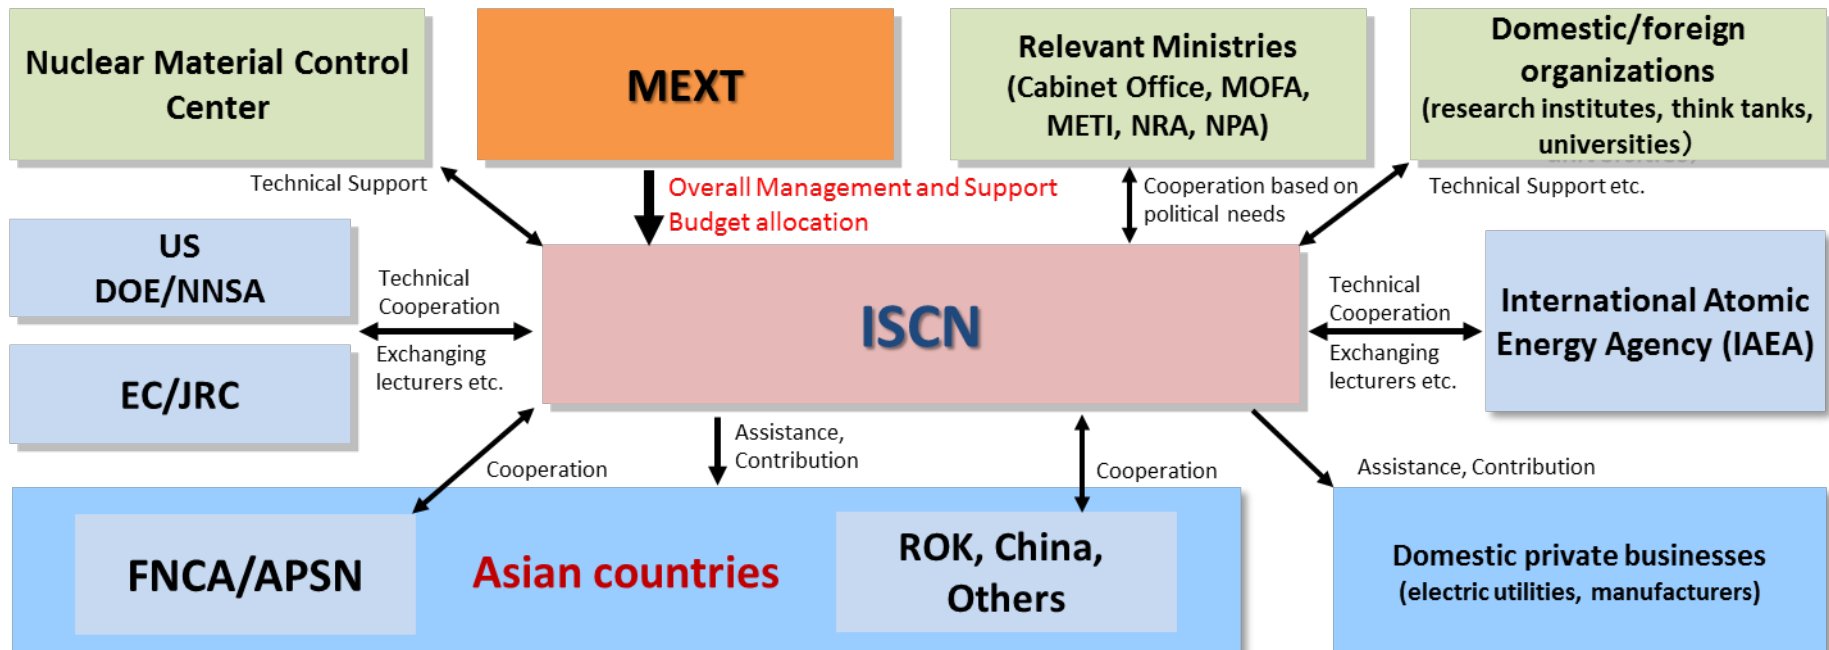 Nuclear Material Control
Center
MEXT
Relevant Ministries
(Cabinet Office, MOFA,
METI, NRA, NPA)
Domestic/foreign
organizations
(research institutes, think tanks,
universities）
Technical Support
Overall Management and Support
Budget allocation
Cooperation based on
political needs
Technical Support etc.
US
DOE/NNSA
EC/JRC
Technical
Cooperation
Exchanging
lecturers etc.
ISCN
Technical
Cooperation
Exchanging
lecturers etc.
International Atomic
Energy Agency (IAEA)
Cooperation
Assistance,
Contribution
Cooperation
Assistance, Contribution
FNCA/APSN
Asian countries
ROK, China,
Others
Domestic private businesses
(electric utilities, manufacturers)